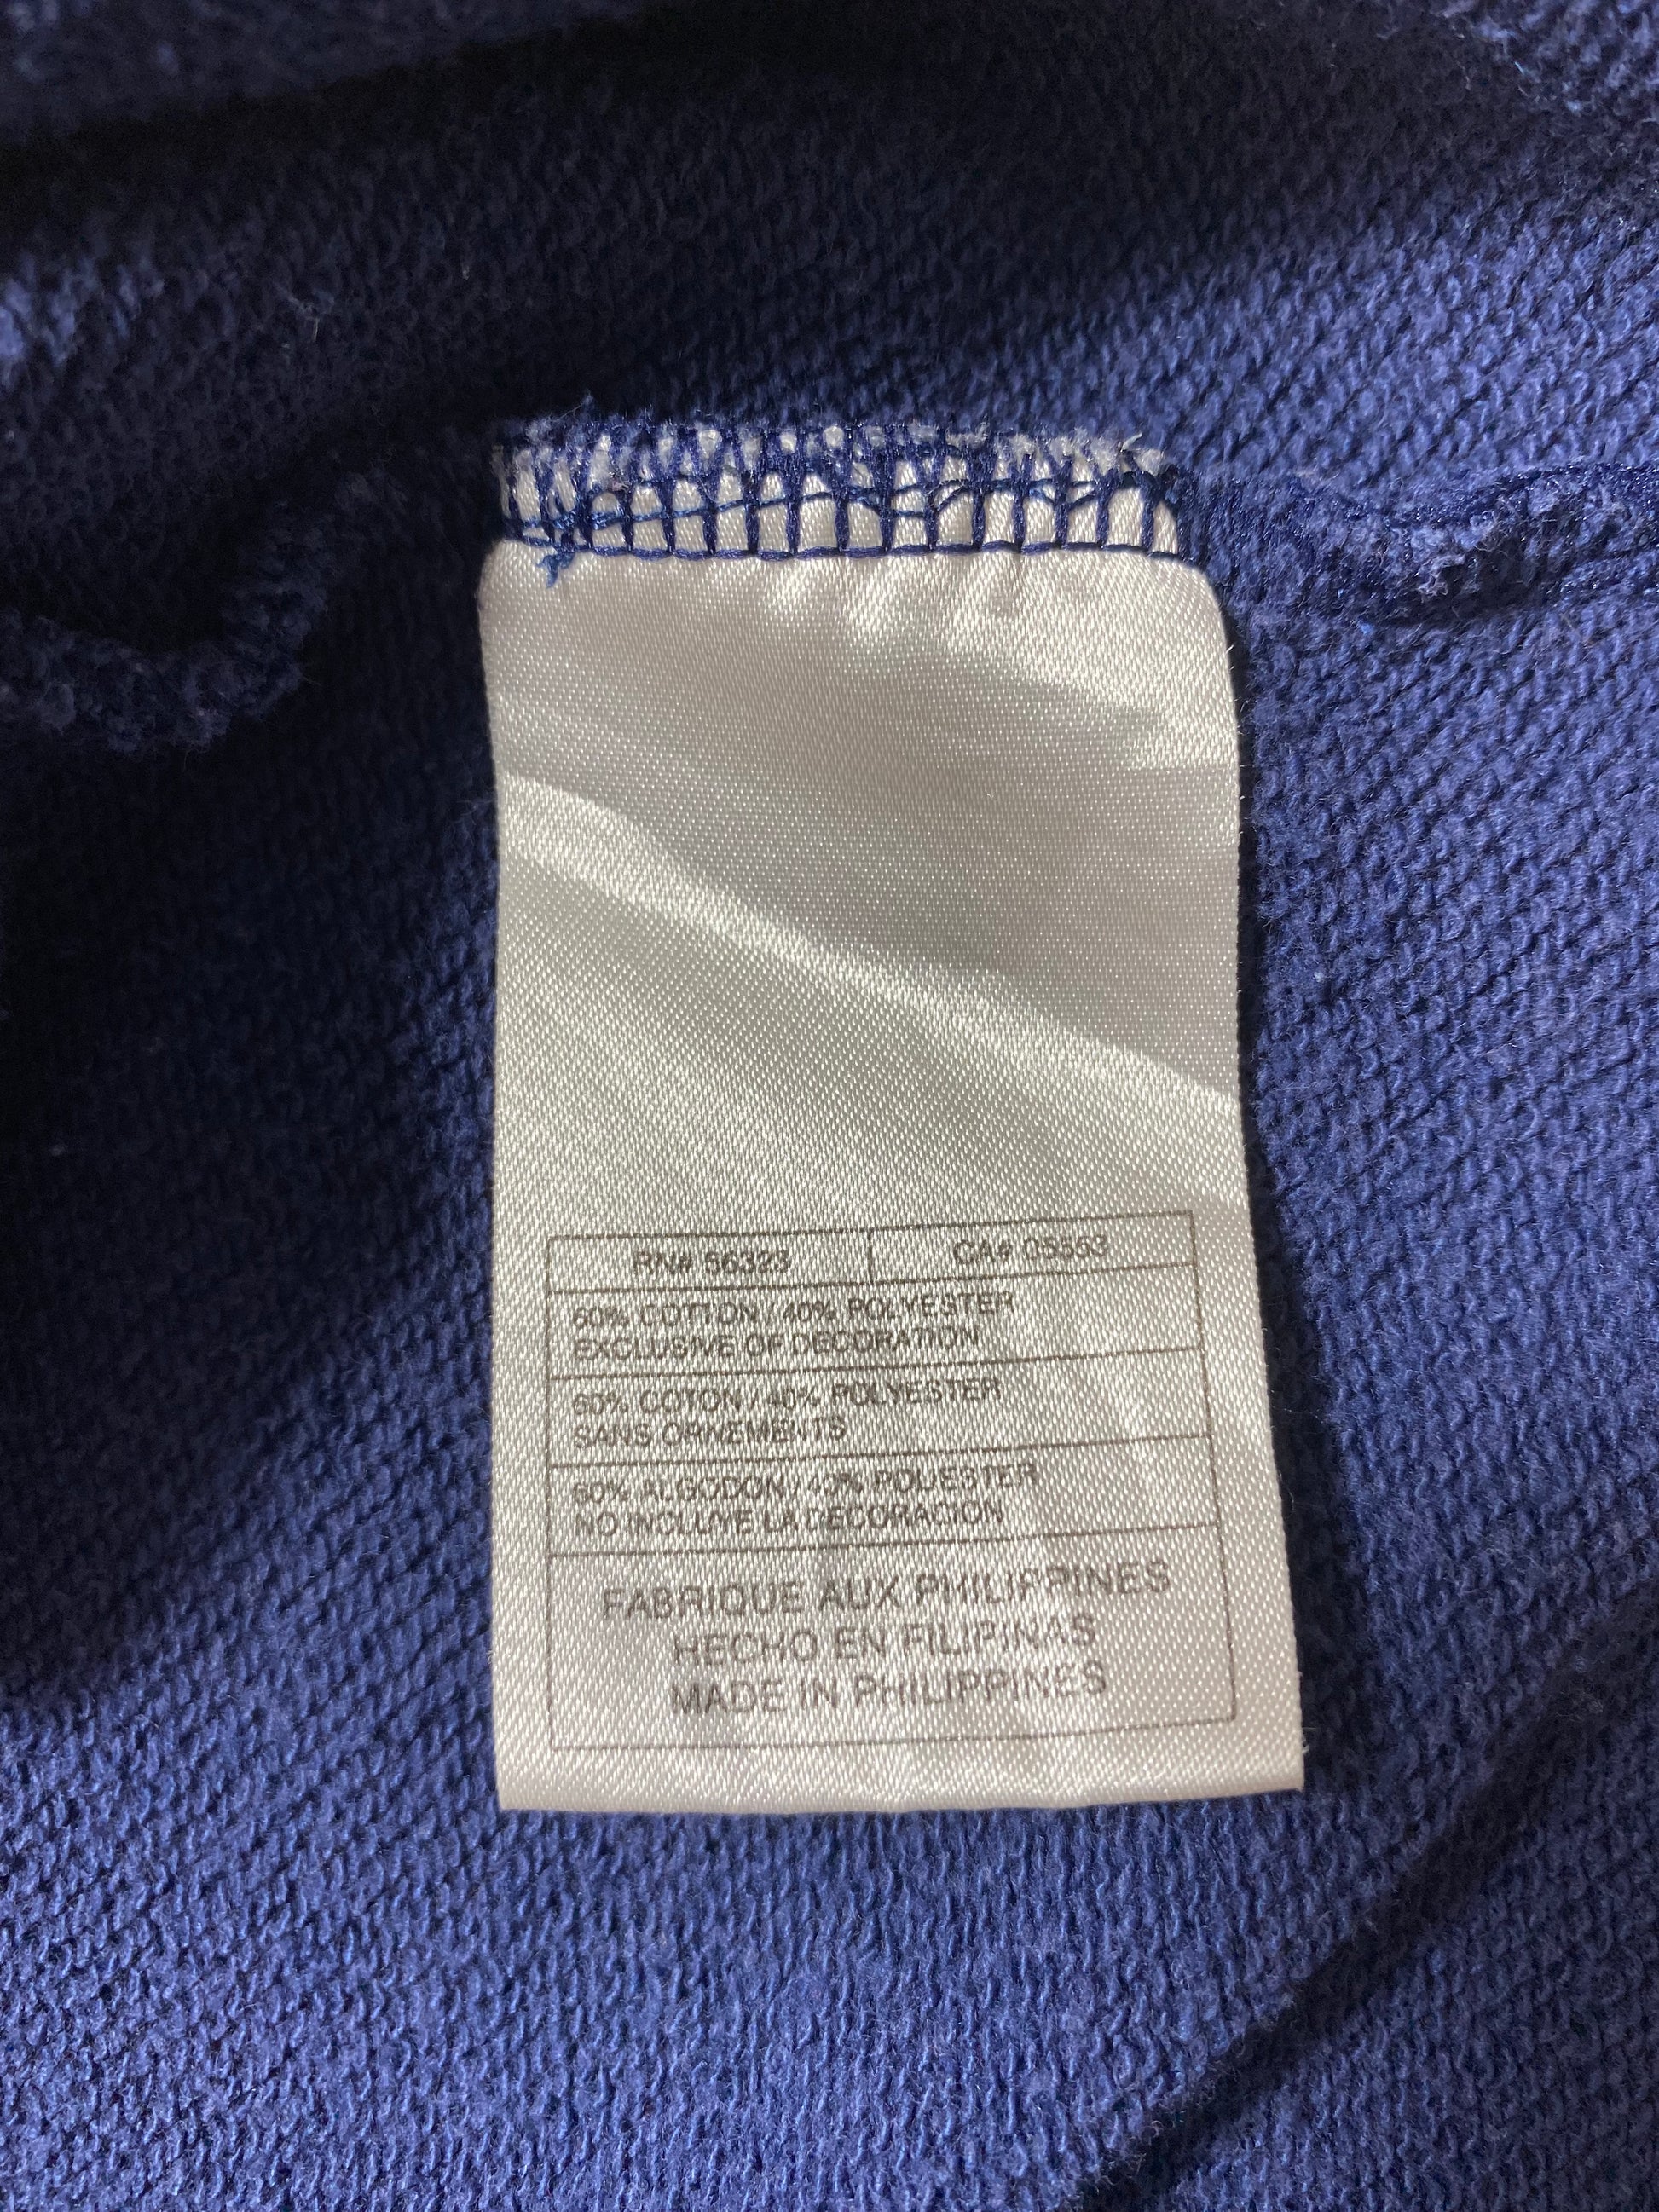 RN# 56323 CA# 05563
60% COTTON / 40% POLYESTER
EXCLUSIVE OF DECORATION
60% COTON / 40% POLYESTER
SANS ORNEMENTS
60% ALGODON / 40% POLIESTER
NO INCLUYE LA DECORACION
FABRIQUE AUX PHILIPPINES
HECHO EN FILIPINAS
MADE IN PHILIPPINES